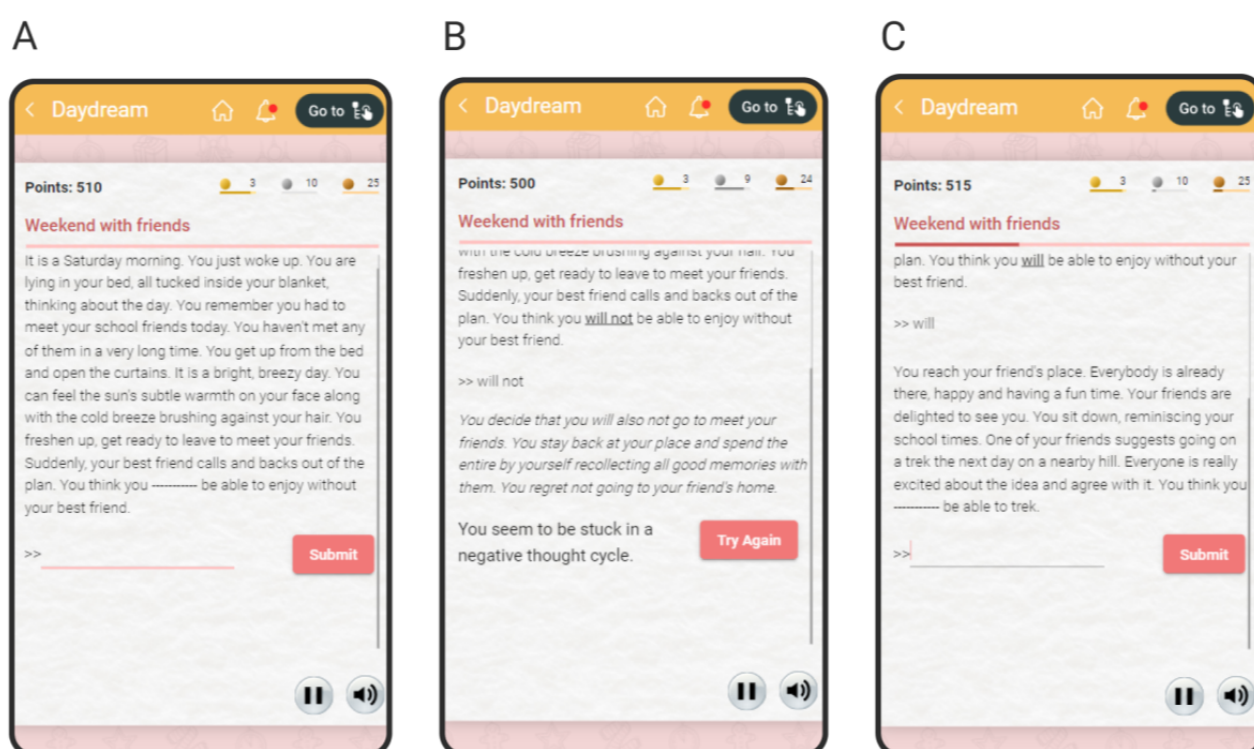 A
Daydream
Go to
Points: 510
3
10
25
Weekend with friends
It is a Saturday morning. You just woke up. You are
lying in your bed, all tucked inside your blanket,
thinking about the day. You remember you had to
meet your school friends today. You haven't met any
of them in a very long time. You get up from the bed
and open the curtains. It is a bright, breezy day. You
can feel the sun's subtle warmth on your face along
with the cold breeze brushing against your hair. You
freshen up, get ready to leave to meet your friends.
Suddenly, your best friend calls and backs out of the
plan. You think you ---------- be able to enjoy without
your best friend.
>>
Submit
B
Daydream
Go to
Points: 500
3
9
24
Weekend with friends
with the cold breeze brushing against your hair. You
freshen up, get ready to leave to meet your friends.
Suddenly, your best friend calls and backs out of the
plan. You think you will not be able to enjoy without
your best friend.
>> will not
You decide that you will also not go to meet your
friends. You stay back at your place and spend the
entire by yourself recollecting all good memories with
them. You regret not going to your friend's home.
You seem to be stuck in a
negative thought cycle.
Try Again
C
Daydream
Go to
Points: 515
3
10
25
Weekend with friends
plan. You think you will be able to enjoy without your
best friend.
>> will
You reach your friend's place. Everybody is already
there, happy and having a fun time. Your friends are
delighted to see you. You sit down, reminiscing your
school times. One of your friends suggests going on
a trek the next day on a nearby hill. Everyone is really
excited about the idea and agree with it. You think you
---------- be able to trek.
>>
Submit